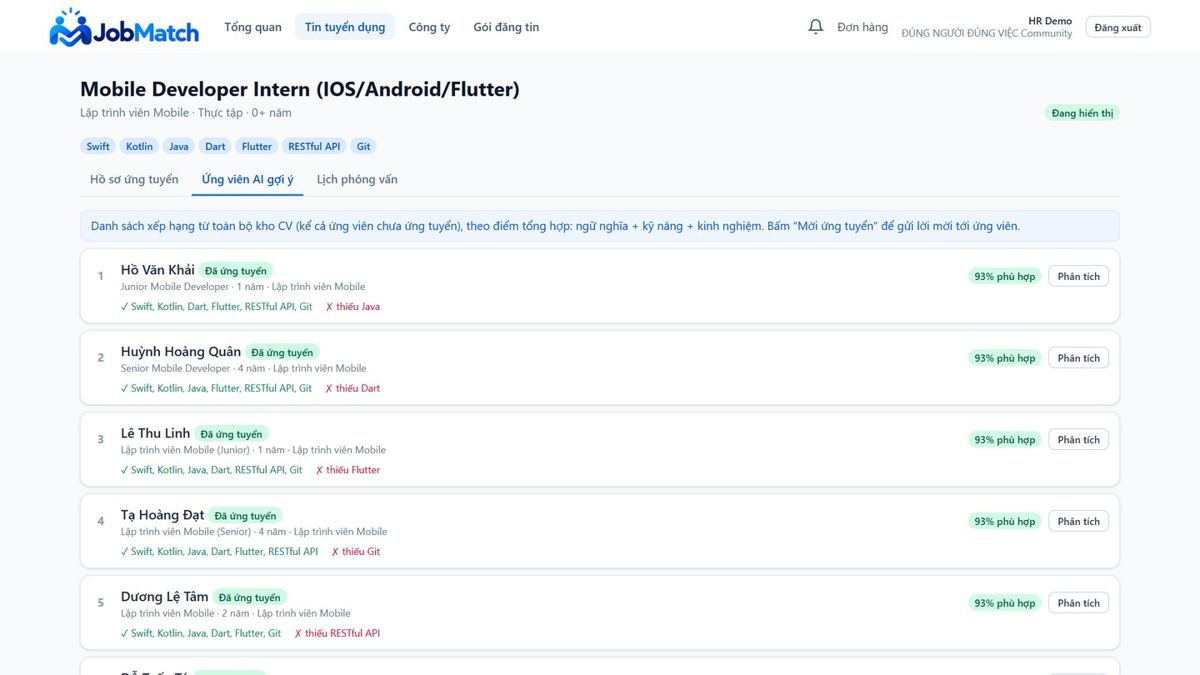 JobMatch
Tổng quan
Tin tuyển dụng
Công ty
Gói đăng tin
Đơn hàng
HR Demo
ĐÚNG NGƯỜI ĐÚNG VIỆC Community
Đăng xuất
Mobile Developer Intern (IOS/Android/Flutter)
Lập trình viên Mobile · Thực tập · 0+ năm
Đang hiển thị
Swift Kotlin Java Dart Flutter RESTful API Git
Hồ sơ ứng tuyển
Ứng viên AI gợi ý
Lịch phỏng vấn
Danh sách xếp hạng từ toàn bộ kho CV (kể cả ứng viên chưa ứng tuyển), theo điểm tổng hợp: ngữ nghĩa + kỹ năng + kinh nghiệm. Bấm “Mời ứng tuyển” để gửi lời mời tới ứng viên.
1 Hồ Văn Khải Đã ứng tuyển 93% phù hợp Phân tích
Junior Mobile Developer · 1 năm · Lập trình viên Mobile
✓ Swift, Kotlin, Dart, Flutter, RESTful API, Git ✗ thiếu Java
2 Huỳnh Hoàng Quân Đã ứng tuyển 93% phù hợp Phân tích
Senior Mobile Developer · 4 năm · Lập trình viên Mobile
✓ Swift, Kotlin, Java, Flutter, RESTful API, Git ✗ thiếu Dart
3 Lê Thu Linh Đã ứng tuyển 93% phù hợp Phân tích
Lập trình viên Mobile (Junior) · 1 năm · Lập trình viên Mobile
✓ Swift, Kotlin, Java, Dart, RESTful API, Git ✗ thiếu Flutter
4 Tạ Hoàng Đạt Đã ứng tuyển 93% phù hợp Phân tích
Lập trình viên Mobile (Senior) · 4 năm · Lập trình viên Mobile
✓ Swift, Kotlin, Java, Dart, Flutter, RESTful API ✗ thiếu Git
5 Dương Lệ Tâm Đã ứng tuyển 93% phù hợp Phân tích
Lập trình viên Mobile · 2 năm · Lập trình viên Mobile
✓ Swift, Kotlin, Java, Dart, Flutter, Git ✗ thiếu RESTful API